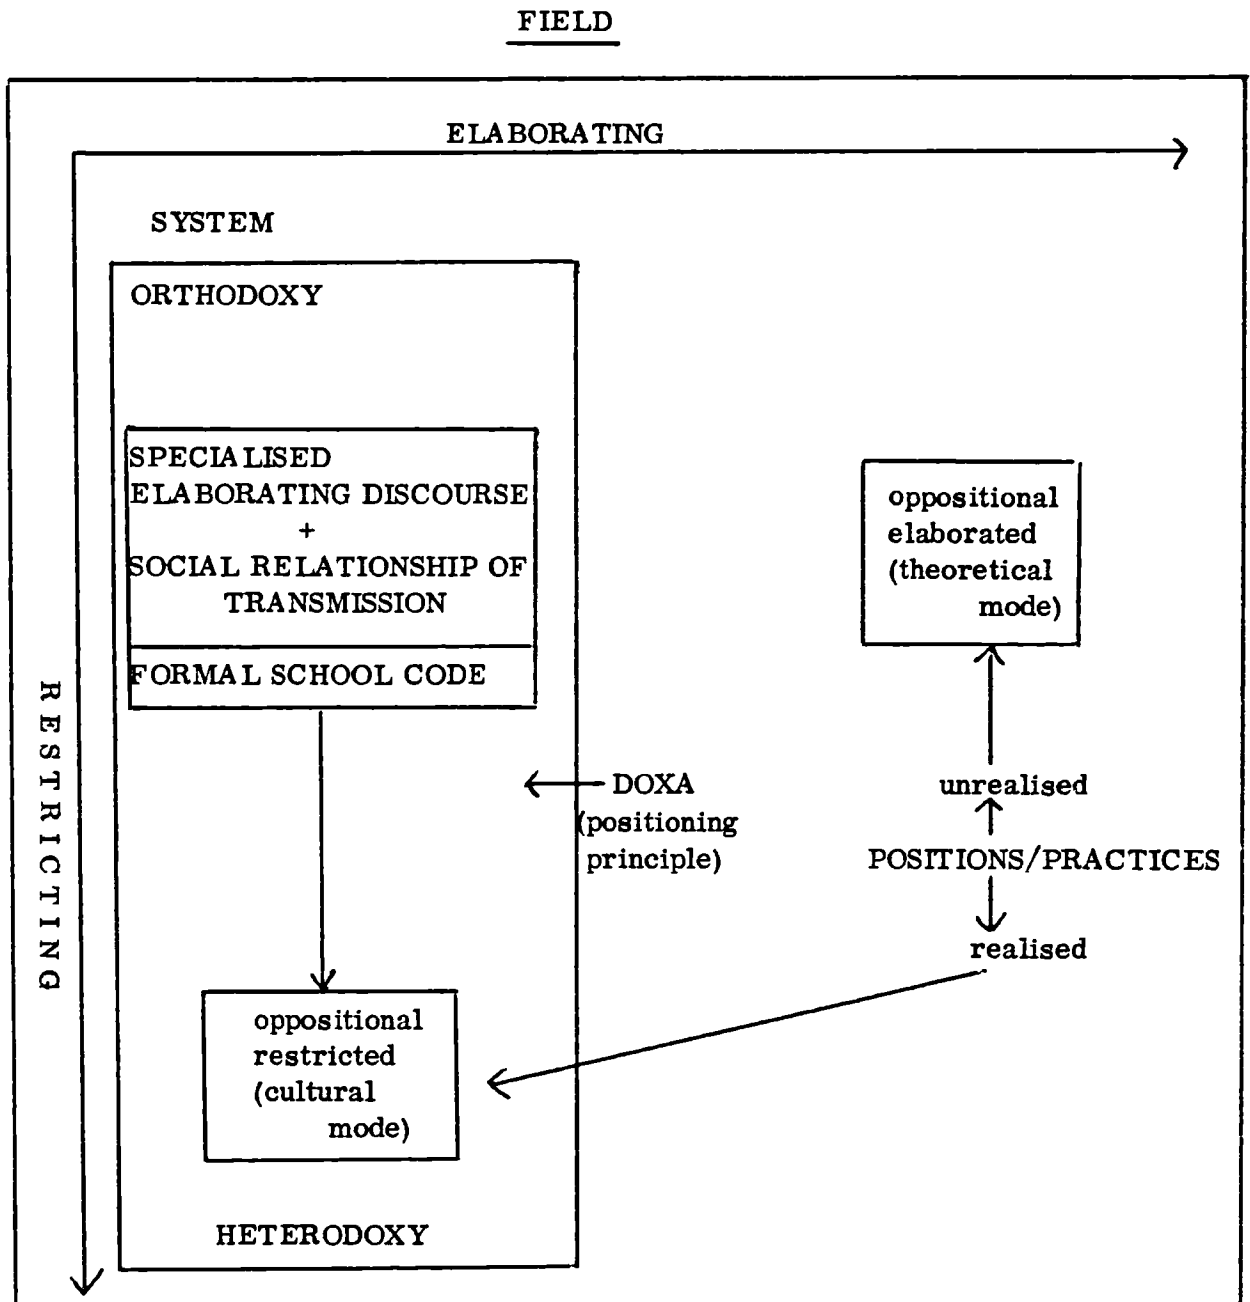 FIELD
ELABORATING
SYSTEM
ORTHODOXY
SPECIALISED
ELABORATING DISCOURSE
+
SOCIAL RELATIONSHIP OF
TRANSMISSION
FORMAL SCHOOL CODE
RESTRICTING
oppositional
elaborated
(theoretical
mode)
unrealised
POSITIONS/PRACTICES
realised
DOXA
(positioning
principle)
oppositional
restricted
(cultural
mode)
HETERODOXY